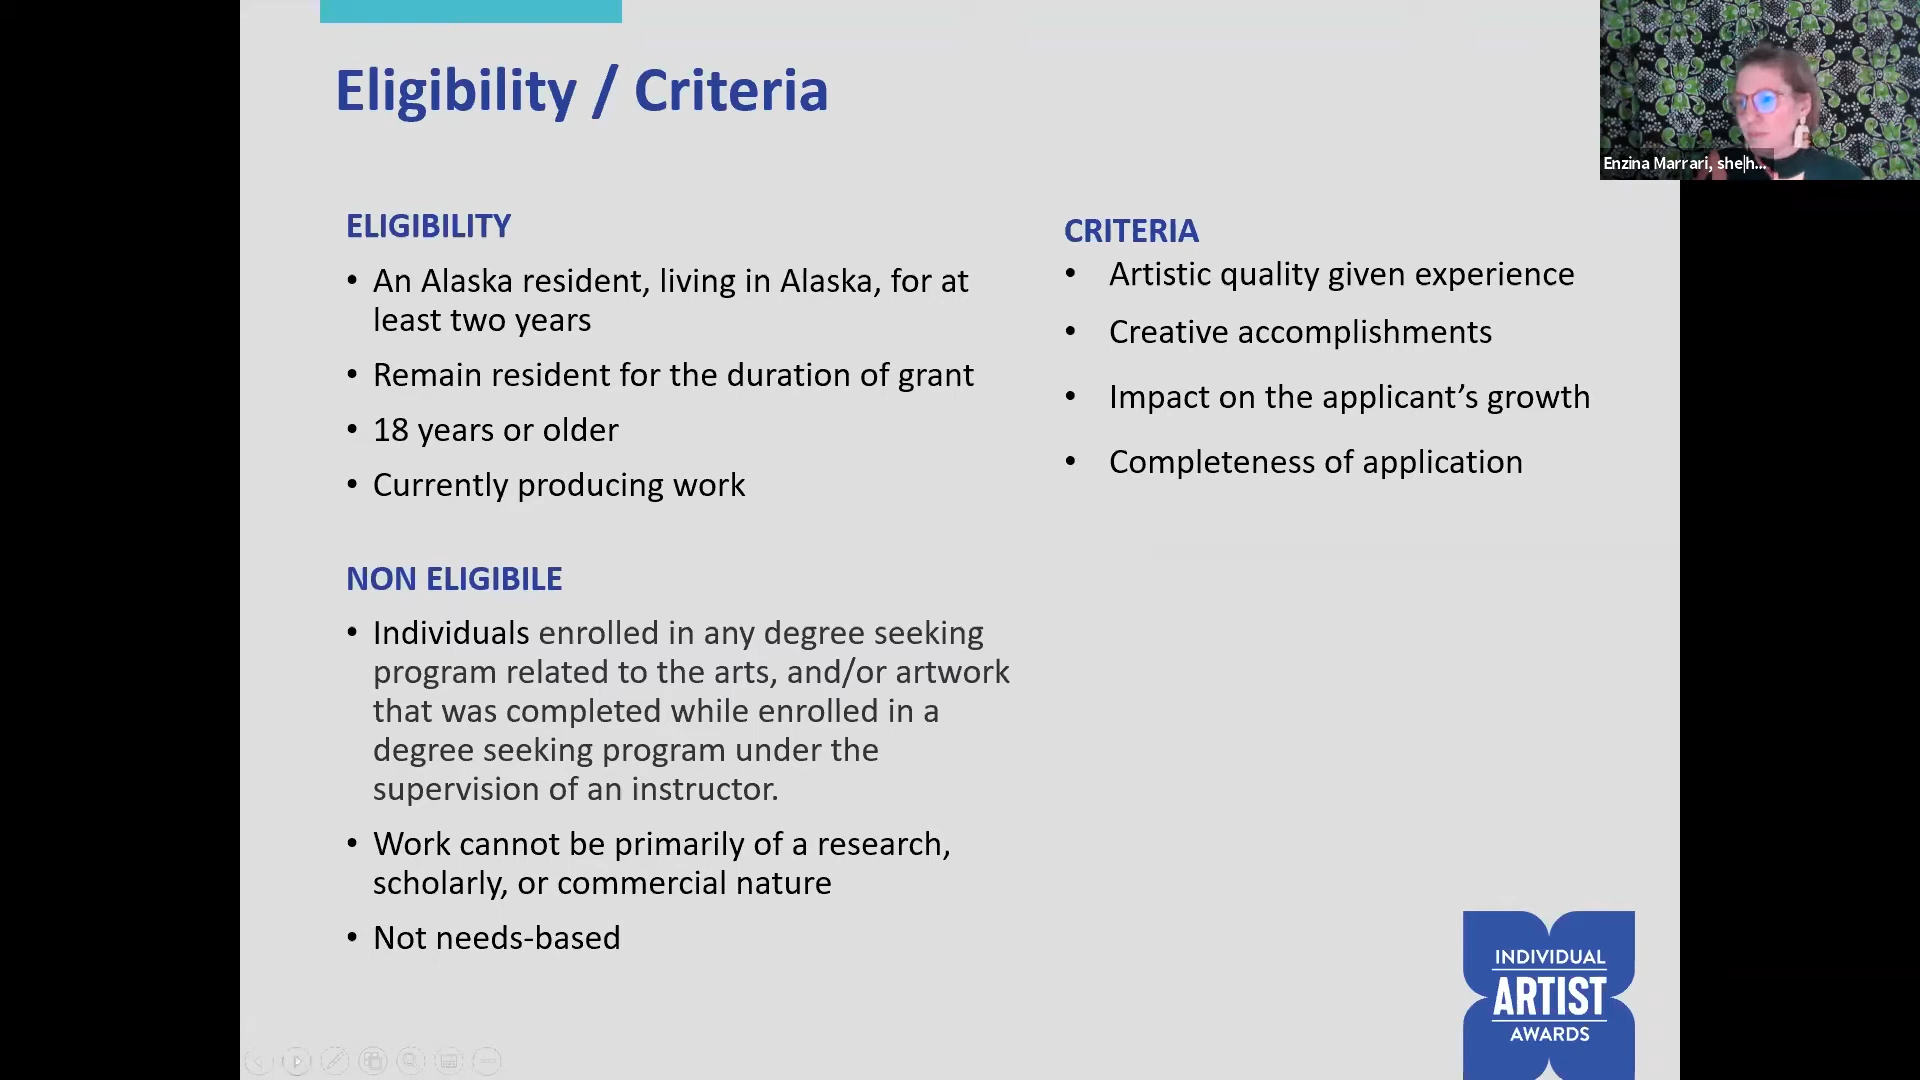 Eligibility / Criteria
Enzina Marrari, she|h...
ELIGIBILITY
• An Alaska resident, living in Alaska, for at
least two years
• Remain resident for the duration of grant
• 18 years or older
• Currently producing work
NON ELIGIBILE
• Individuals enrolled in any degree seeking
program related to the arts, and/or artwork
that was completed while enrolled in a
degree seeking program under the
supervision of an instructor.
• Work cannot be primarily of a research,
scholarly, or commercial nature
• Not needs-based
CRITERIA
• Artistic quality given experience
• Creative accomplishments
• Impact on the applicant’s growth
• Completeness of application
INDIVIDUAL
ARTIST
AWARDS